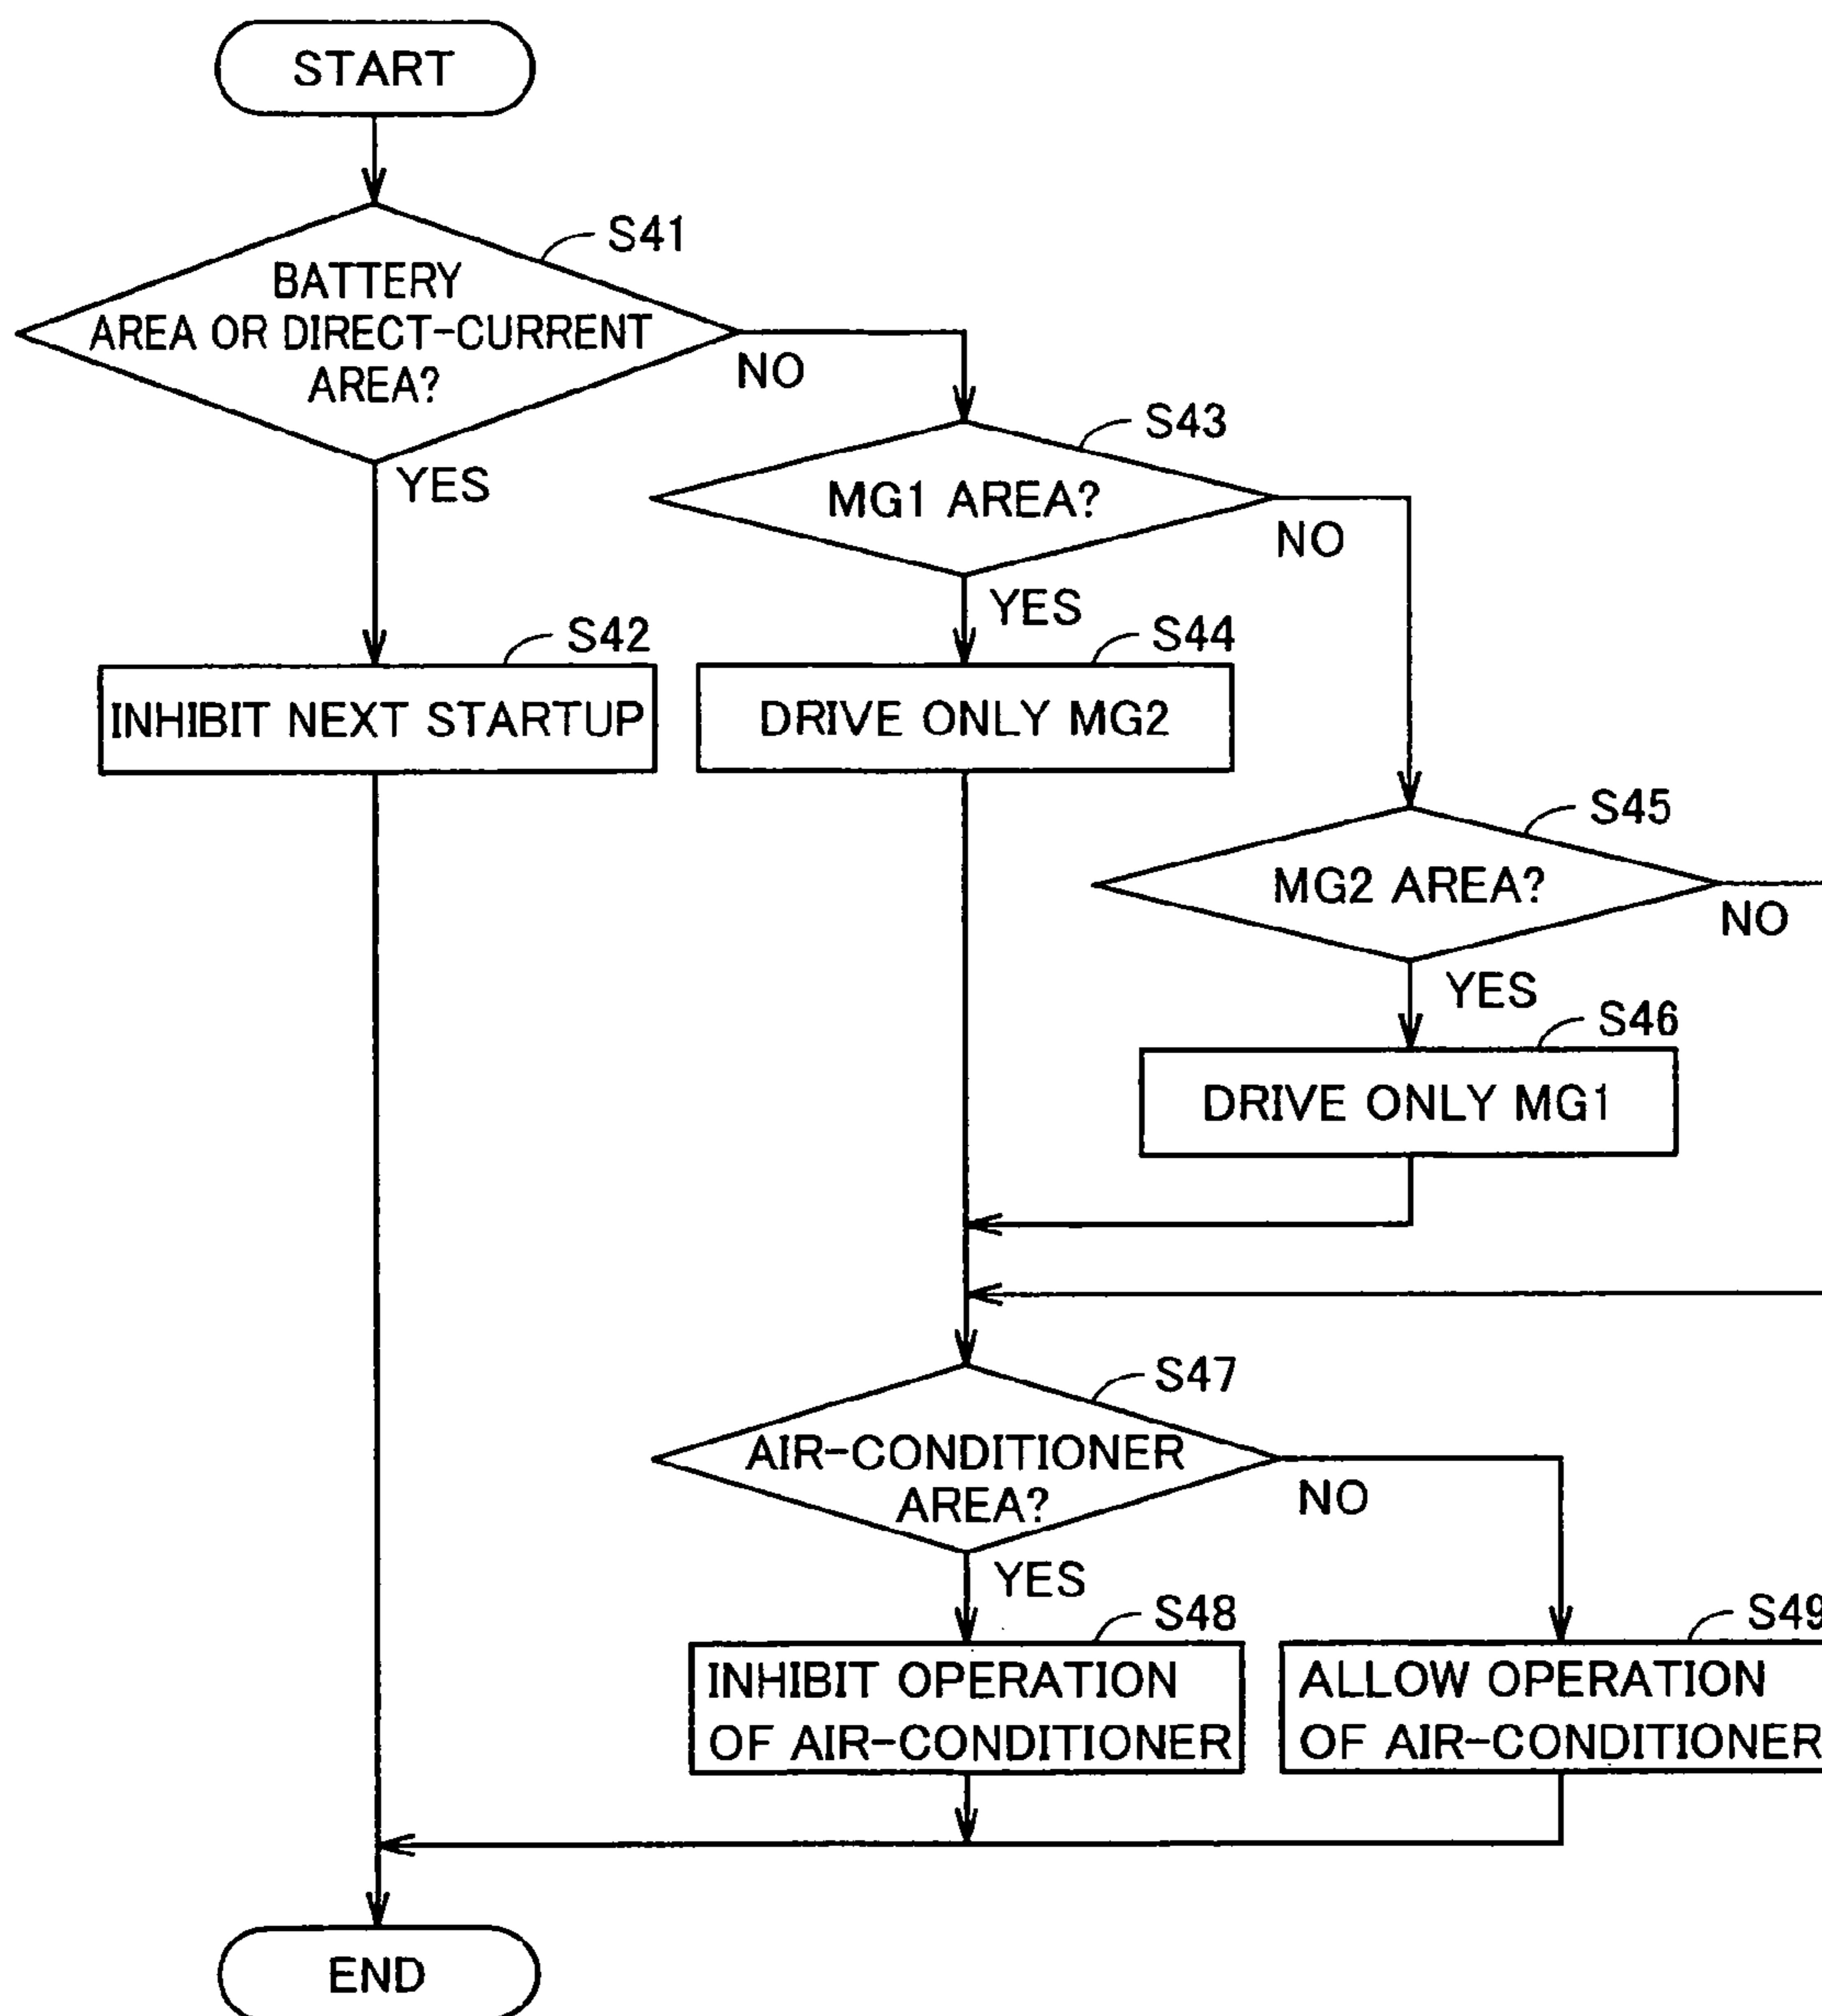 START
S41
BATTERY
AREA OR DIRECT-CURRENT
AREA?
NO
YES
S43
MG1 AREA?
NO
YES
S42
INHIBIT NEXT STARTUP
S44
DRIVE ONLY MG2
S45
MG2 AREA?
NO
YES
S46
DRIVE ONLY MG1
S47
AIR-CONDITIONER
AREA?
NO
YES
S48
INHIBIT OPERATION
OF AIR-CONDITIONER
S49
ALLOW OPERATION
OF AIR-CONDITIONER
END